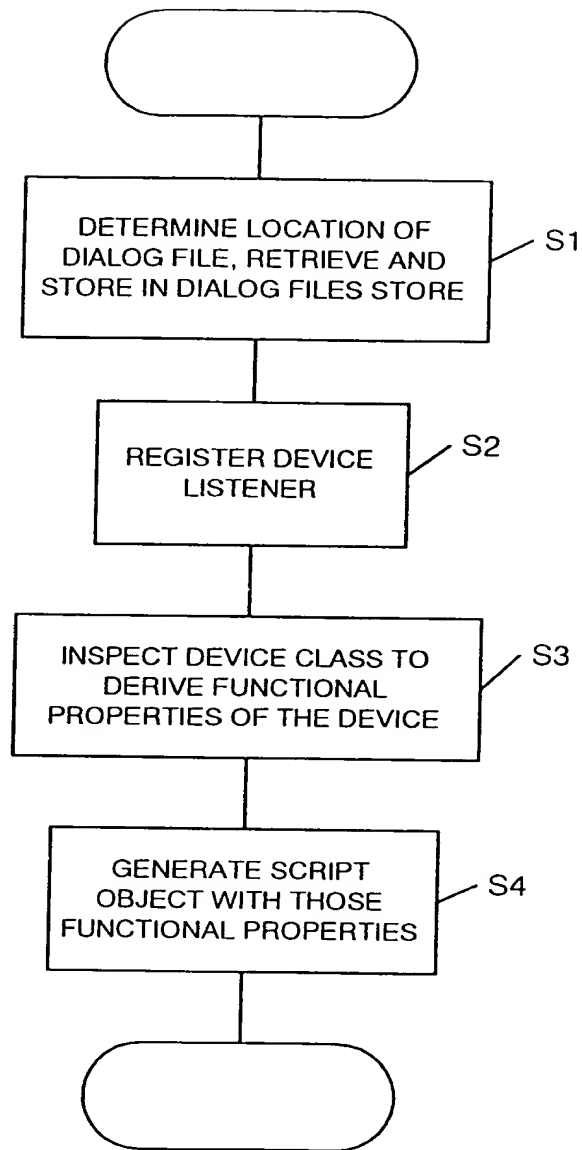 DETERMINE LOCATION OF
DIALOG FILE, RETRIEVE AND
STORE IN DIALOG FILES STORE
S1
REGISTER DEVICE
LISTENER
S2
INSPECT DEVICE CLASS TO
DERIVE FUNCTIONAL
PROPERTIES OF THE DEVICE
S3
GENERATE SCRIPT
OBJECT WITH THOSE
FUNCTIONAL PROPERTIES
S4